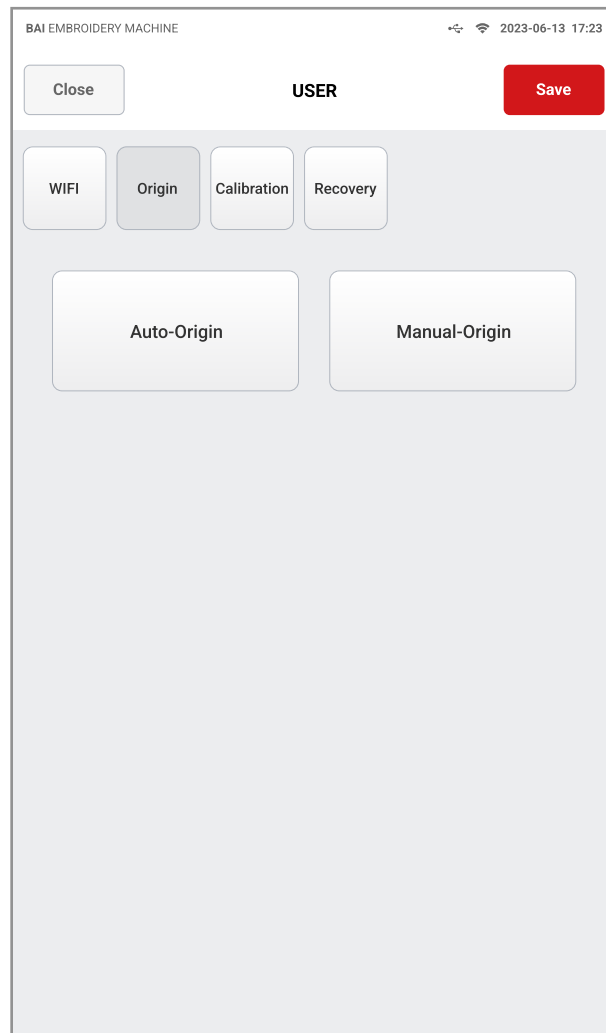 BAI EMBROIDERY MACHINE 2023-06-13 17:23
Close USER Save
WIFI Origin Calibration Recovery
Auto-Origin Manual-Origin